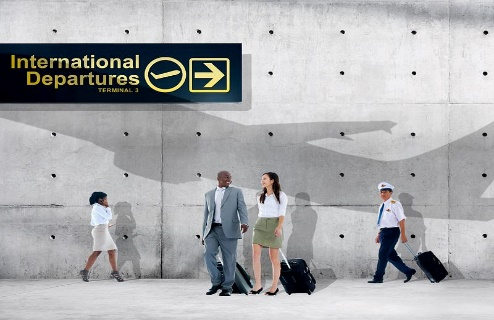 International
Departures
TERMINAL 3